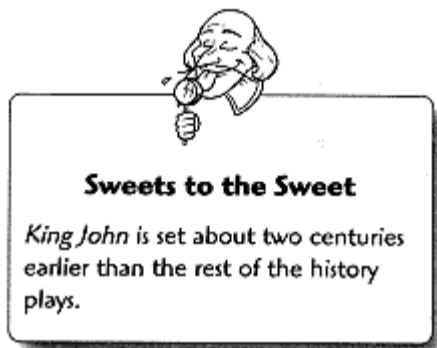 Sweets to the Sweet
King John is set about two centuries
earlier than the rest of the history
plays.